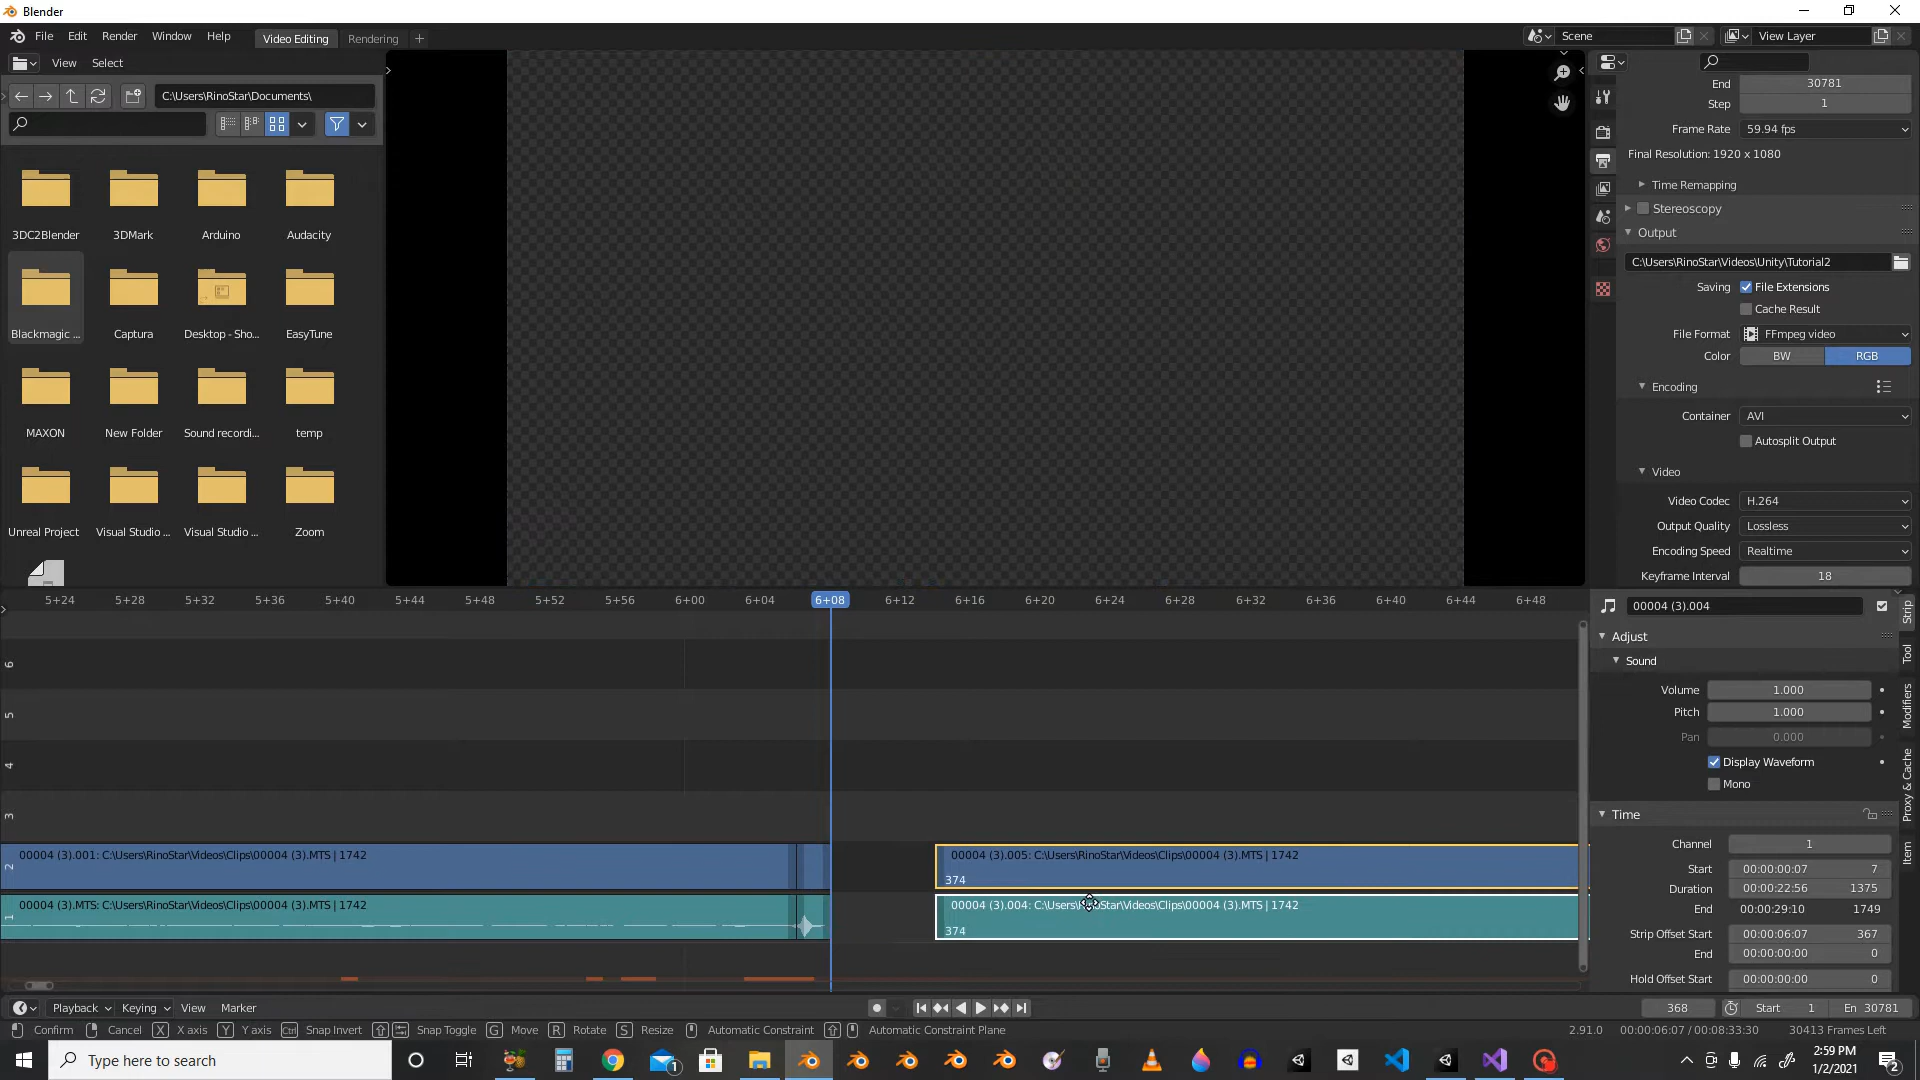 Blender
File Edit Render Window Help Video Editing Rendering + Scene View Layer
View Select
C:\Users\RinoStar\Documents\
3DC2Blender 3DMark Arduino Audacity
Blackmagic ... Captura Desktop - Sho... EasyTune
MAXON New Folder Sound recordi... temp
Unreal Project Visual Studio ... Visual Studio ... Zoom
End 30781
Step 1
Frame Rate 59.94 fps
Final Resolution: 1920 x 1080
Time Remapping
Stereoscopy
Output
C:\Users\RinoStar\Videos\Unity\Tutorial2
Saving File Extensions
Cache Result
File Format FFmpeg video
Color BW RGB
Encoding
Container AVI
Autosplit Output
Video
Video Codec H.264
Output Quality Lossless
Encoding Speed Realtime
Keyframe Interval 18
5+24 5+28 5+32 5+36 5+40 5+44 5+48 5+52 5+56 6+00 6+04 6+08 6+12 6+16 6+20 6+24 6+28 6+32 6+36 6+40 6+44 6+48
6
5
4
3
2
1
00004 (3).001: C:\Users\RinoStar\Videos\Clips\00004 (3).MTS | 1742
00004 (3).005: C:\Users\RinoStar\Videos\Clips\00004 (3).MTS | 1742
374
00004 (3).MTS: C:\Users\RinoStar\Videos\Clips\00004 (3).MTS | 1742
00004 (3).004: C:\Users\RinoStar\Videos\Clips\00004 (3).MTS | 1742
374
00004 (3).004
Adjust
Sound
Volume 1.000
Pitch 1.000
Pan 0.000
Display Waveform
Mono
Time
Channel 1
Start 00:00:00:07 7
Duration 00:00:22:56 1375
End 00:00:29:10 1749
Strip Offset Start 00:00:06:07 367
End 00:00:00:00 0
Hold Offset Start 00:00:00:00 0
Strip
Tool
Modifiers
Proxy & Cache
Item
Playback Keying View Marker 368 Start 1 En 30781
Confirm Cancel X X axis Y Y axis Ctrl Snap Invert Snap Toggle G Move R Rotate S Resize Automatic Constraint Automatic Constraint Plane 2.91.0 00:00:06:07 / 00:08:33:30 30413 Frames Left
Type here to search
1
2:59 PM
1/2/2021
2